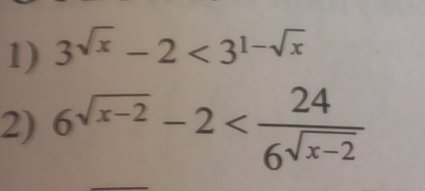 1) 3^{√x} − 2 < 3^{1−√x}
2) 6^{√(x−2)} − 2 < 24 / 6^{√(x−2)}